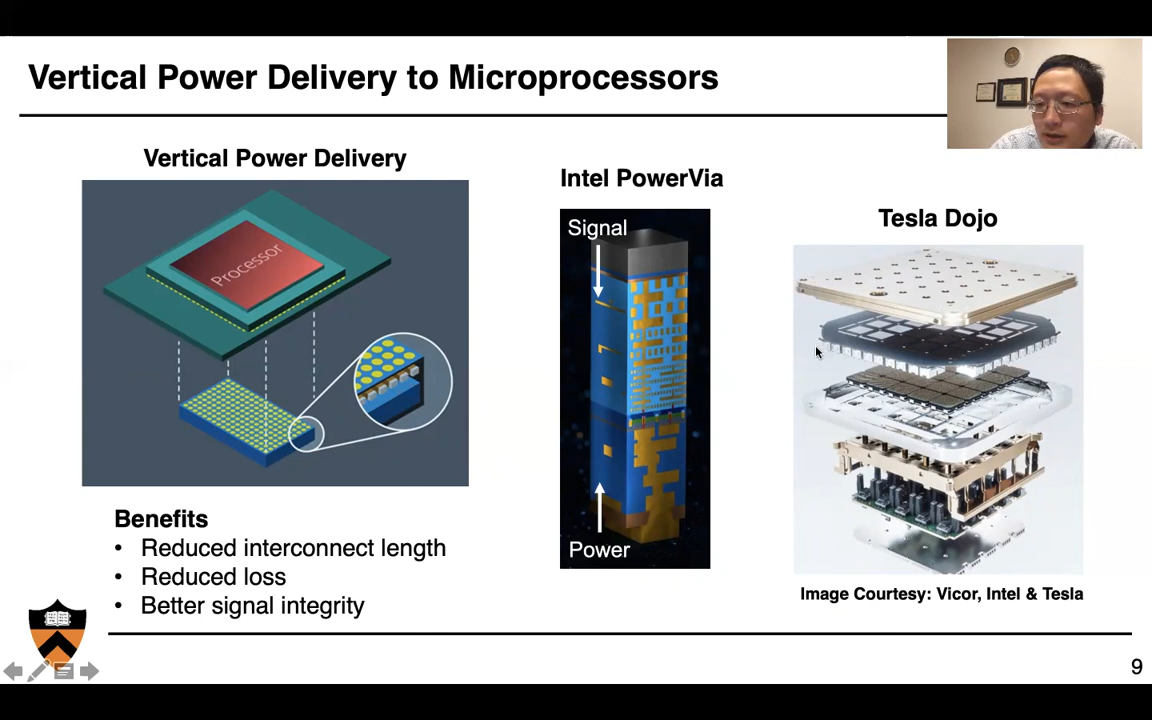 Vertical Power Delivery to Microprocessors
Vertical Power Delivery
Processor
Benefits
• Reduced interconnect length
• Reduced loss
• Better signal integrity
Intel PowerVia
Signal
Power
Tesla Dojo
Image Courtesy: Vicor, Intel & Tesla
9